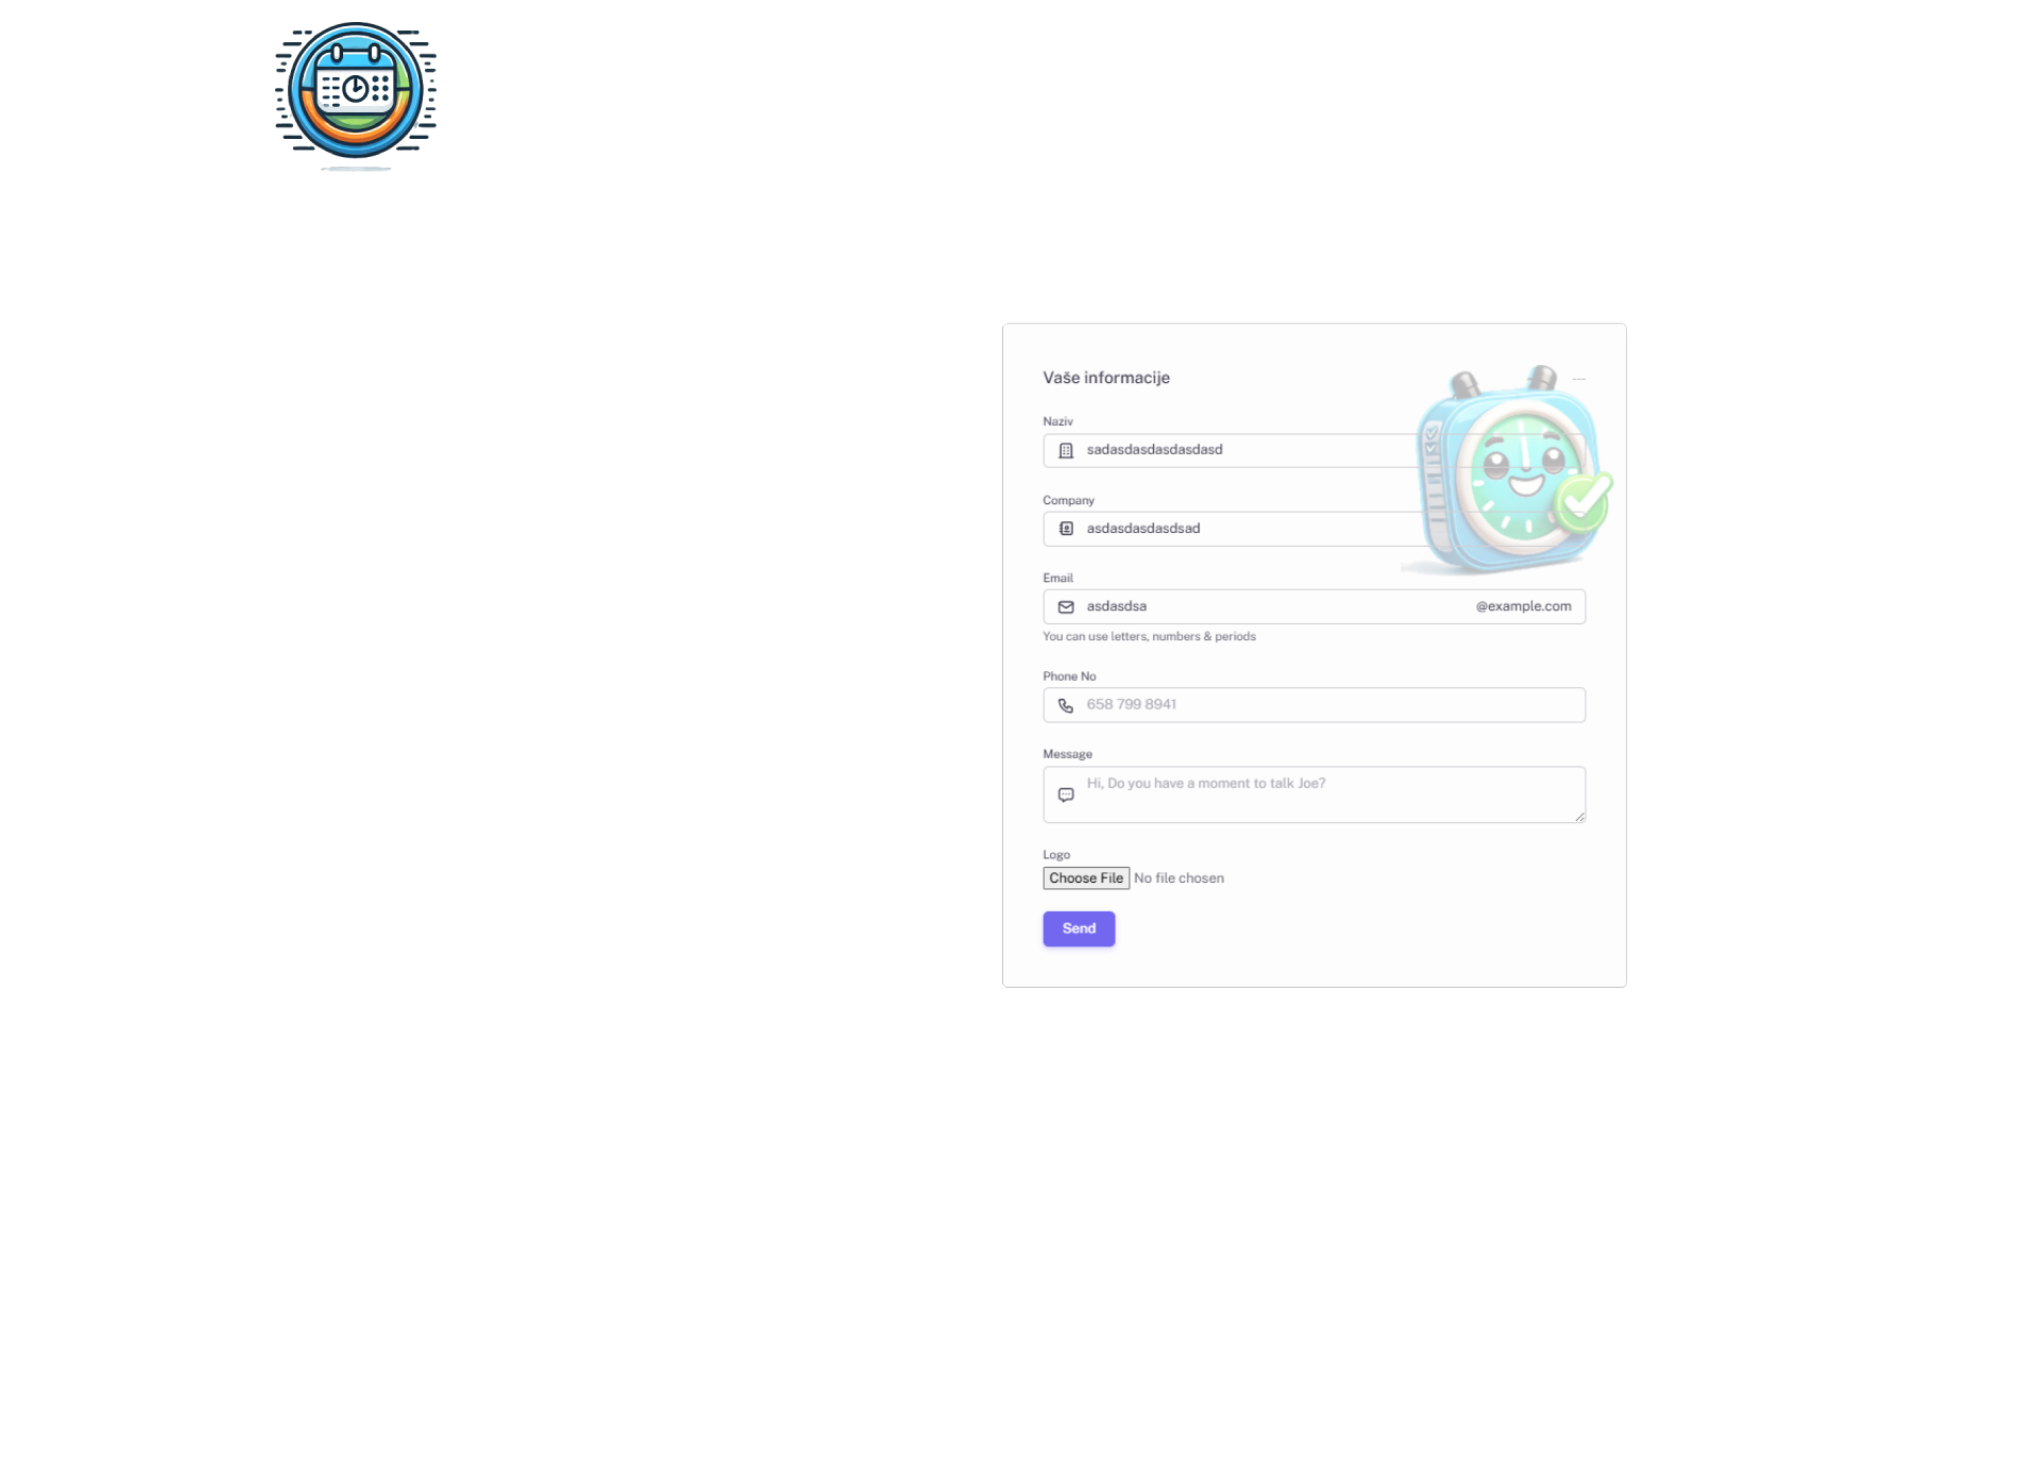 Vaše informacije
---
Naziv
sadasdasdasdasdasd
Company
asdasdasdasdsad
Email
asdasdsa @example.com
You can use letters, numbers & periods
Phone No
658 799 8941
Message
Hi, Do you have a moment to talk Joe?
Logo
Choose File No file chosen
Send